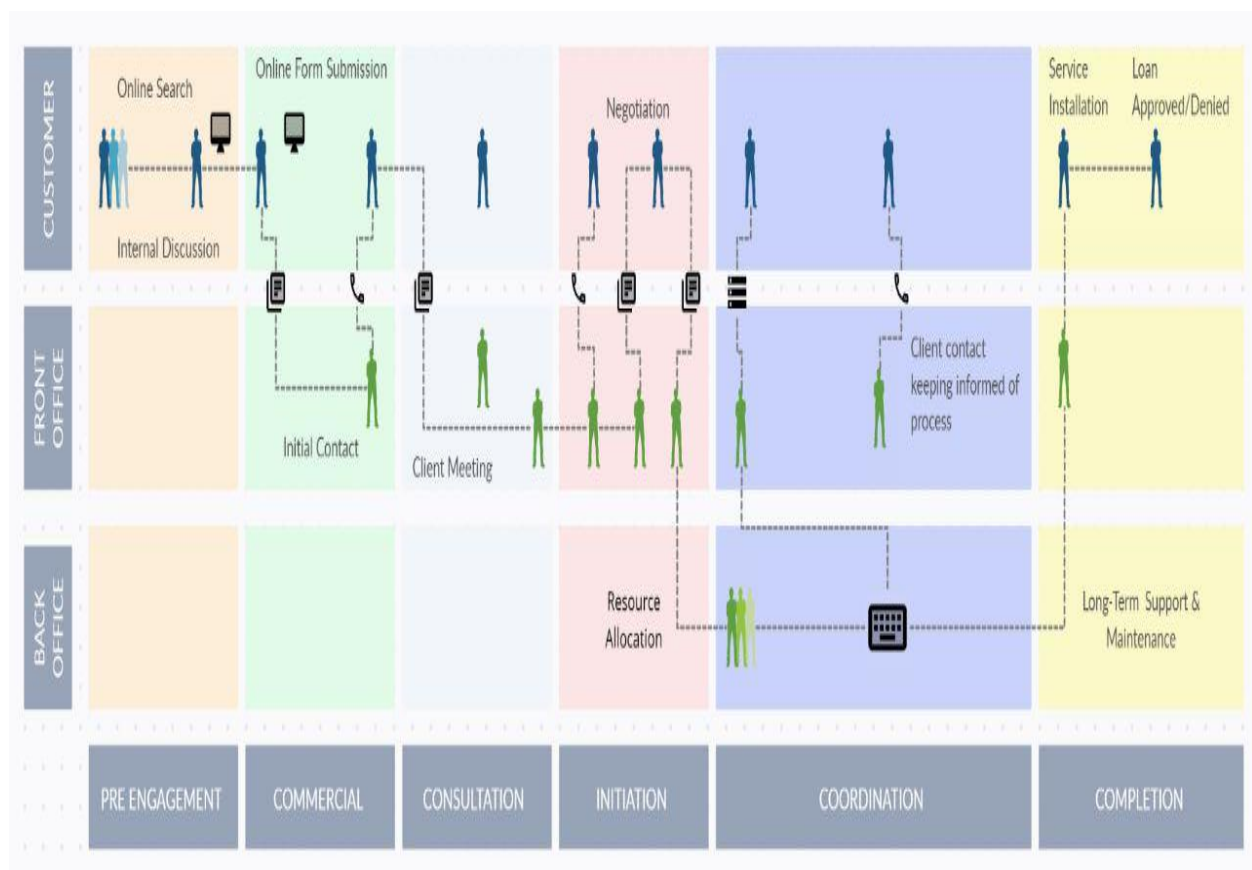 CUSTOMER
Online Search
Internal Discussion
Online Form Submission
Negotiation
Service
Installation
Loan
Approved/Denied
FRONT
OFFICE
Initial Contact
Client Meeting
Client contact
keeping informed of
process
BACK
OFFICE
Resource
Allocation
Long-Term Support &
Maintenance
PRE ENGAGEMENT
COMMERCIAL
CONSULTATION
INITIATION
COORDINATION
COMPLETION